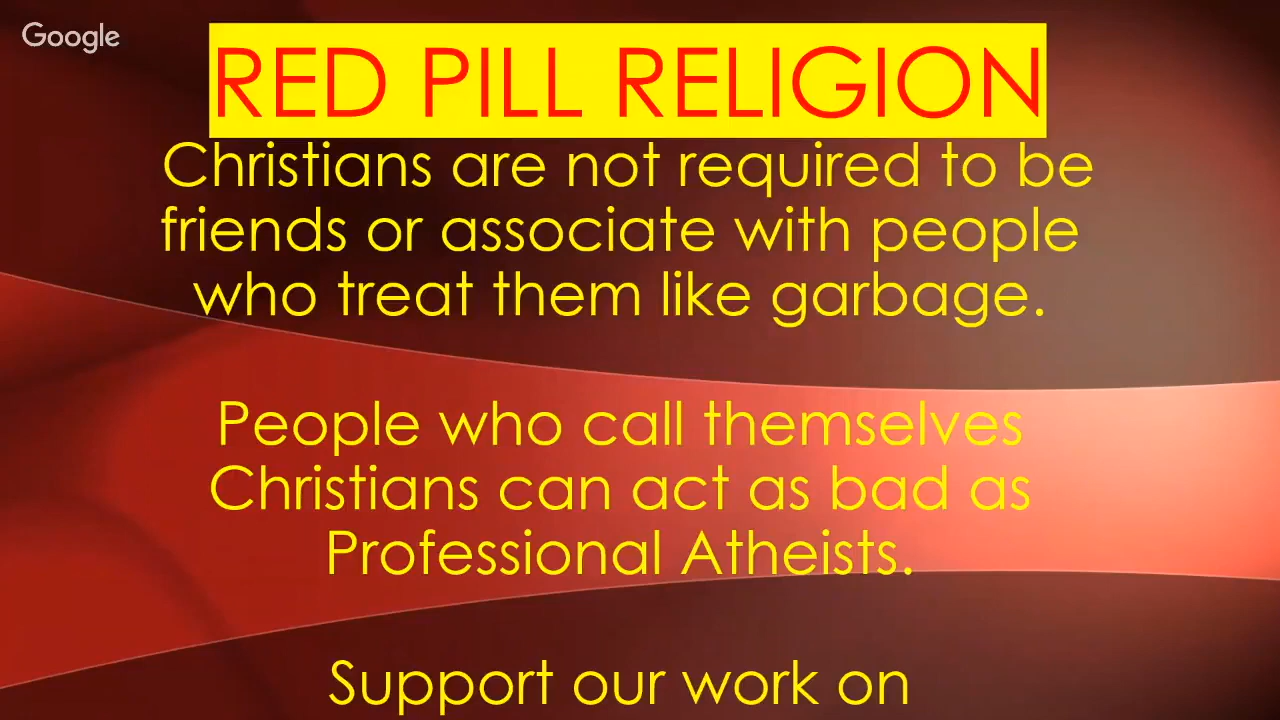 Google
RED PILL RELIGION
Christians are not required to be
friends or associate with people
who treat them like garbage.
People who call themselves
Christians can act as bad as
Professional Atheists.
Support our work on